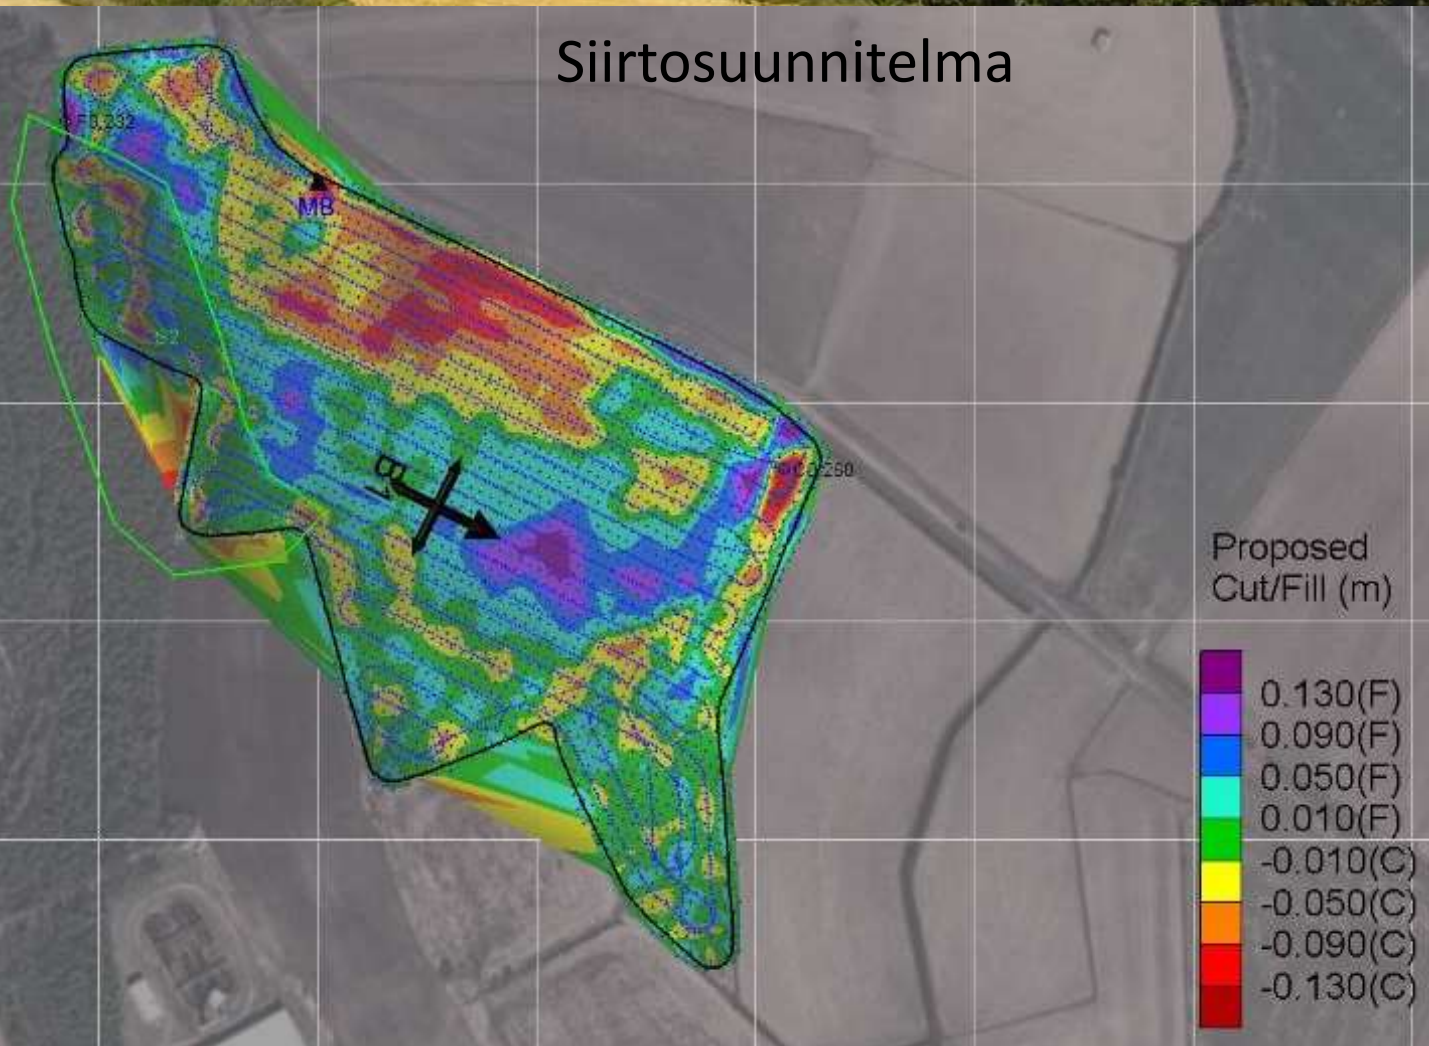 Siirtosuunnitelma
MB
B1
Proposed
Cut/Fill (m)
0.130(F)
0.090(F)
0.050(F)
0.010(F)
-0.010(C)
-0.050(C)
-0.090(C)
-0.130(C)